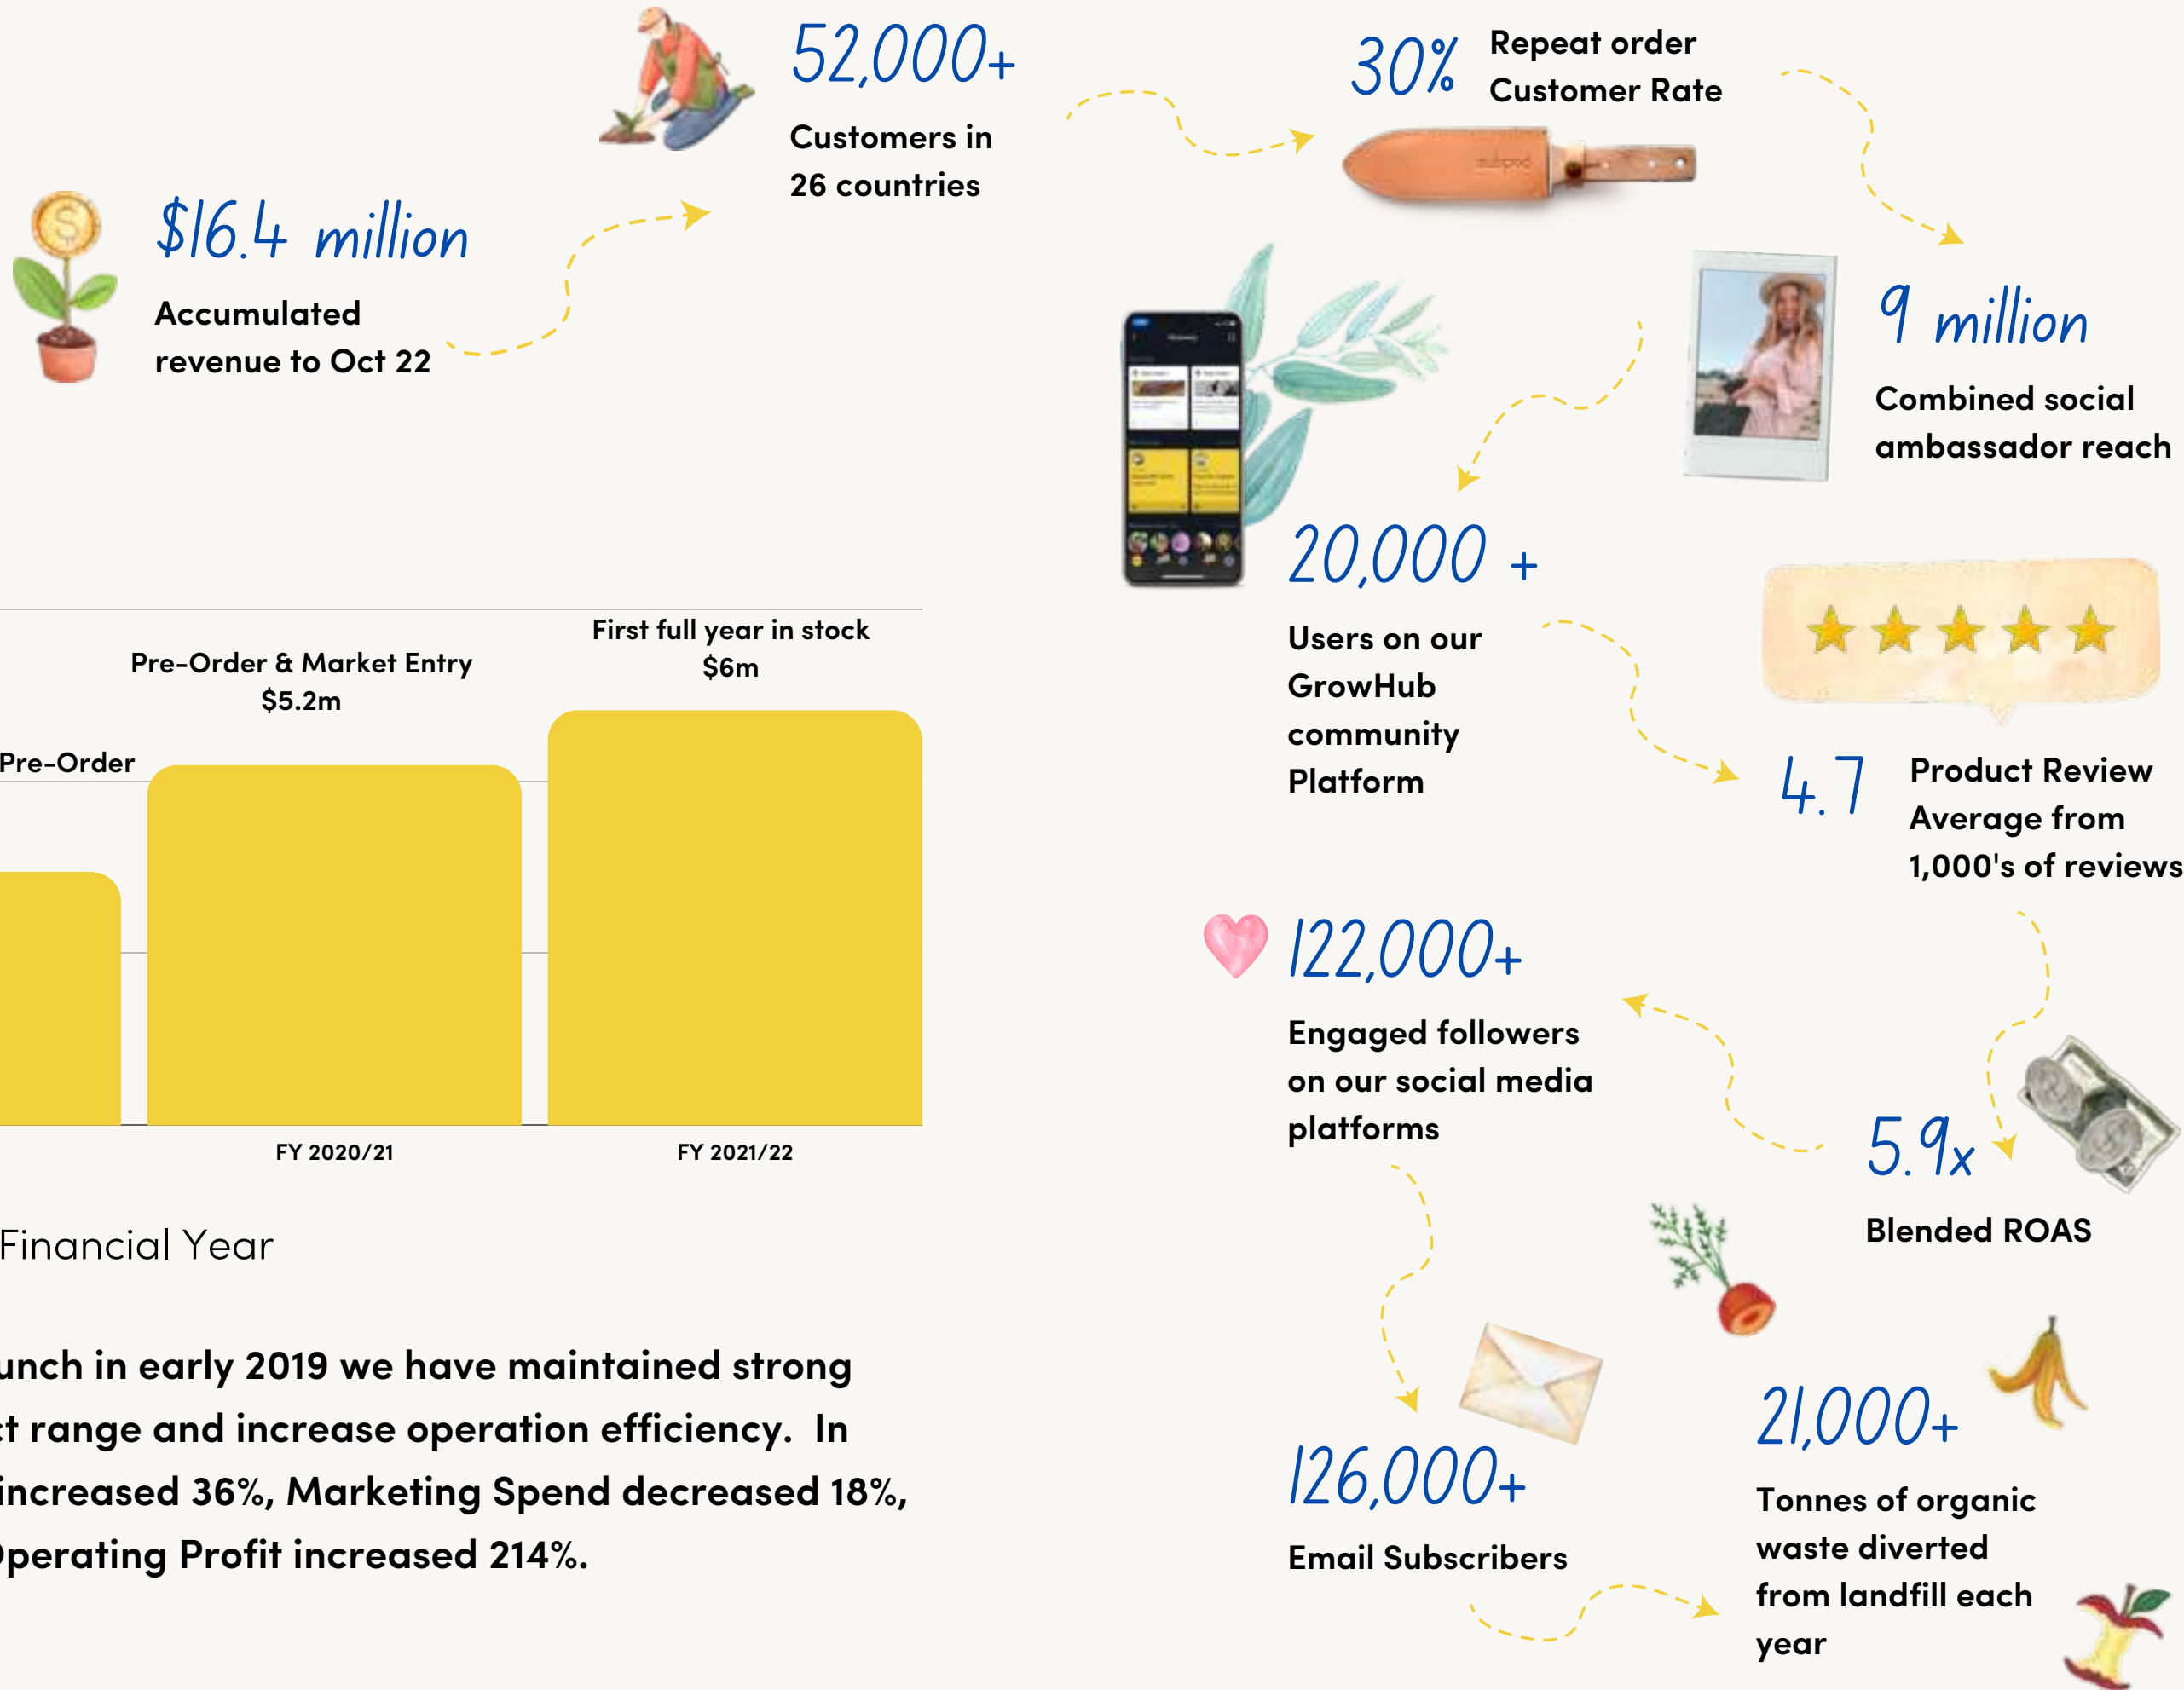 52,000+
Customers in
26 countries
30%
Repeat order
Customer Rate
$16.4 million
Accumulated
revenue to Oct 22
9 million
Combined social
ambassador reach
20,000 +
Users on our
GrowHub
community
Platform
4.7
Product Review
Average from
1,000's of reviews
122,000+
Engaged followers
on our social media
platforms
5.9x
Blended ROAS
126,000+
Email Subscribers
21,000+
Tonnes of organic
waste diverted
from landfill each
year
First full year in stock
$6m
Pre-Order & Market Entry
$5.2m
Pre-Order
FY 2020/21
FY 2021/22
Financial Year
in early 2019 we have maintained strong
range and increase operation efficiency. In
increased 36%, Marketing Spend decreased 18%,
Operating Profit increased 214%.